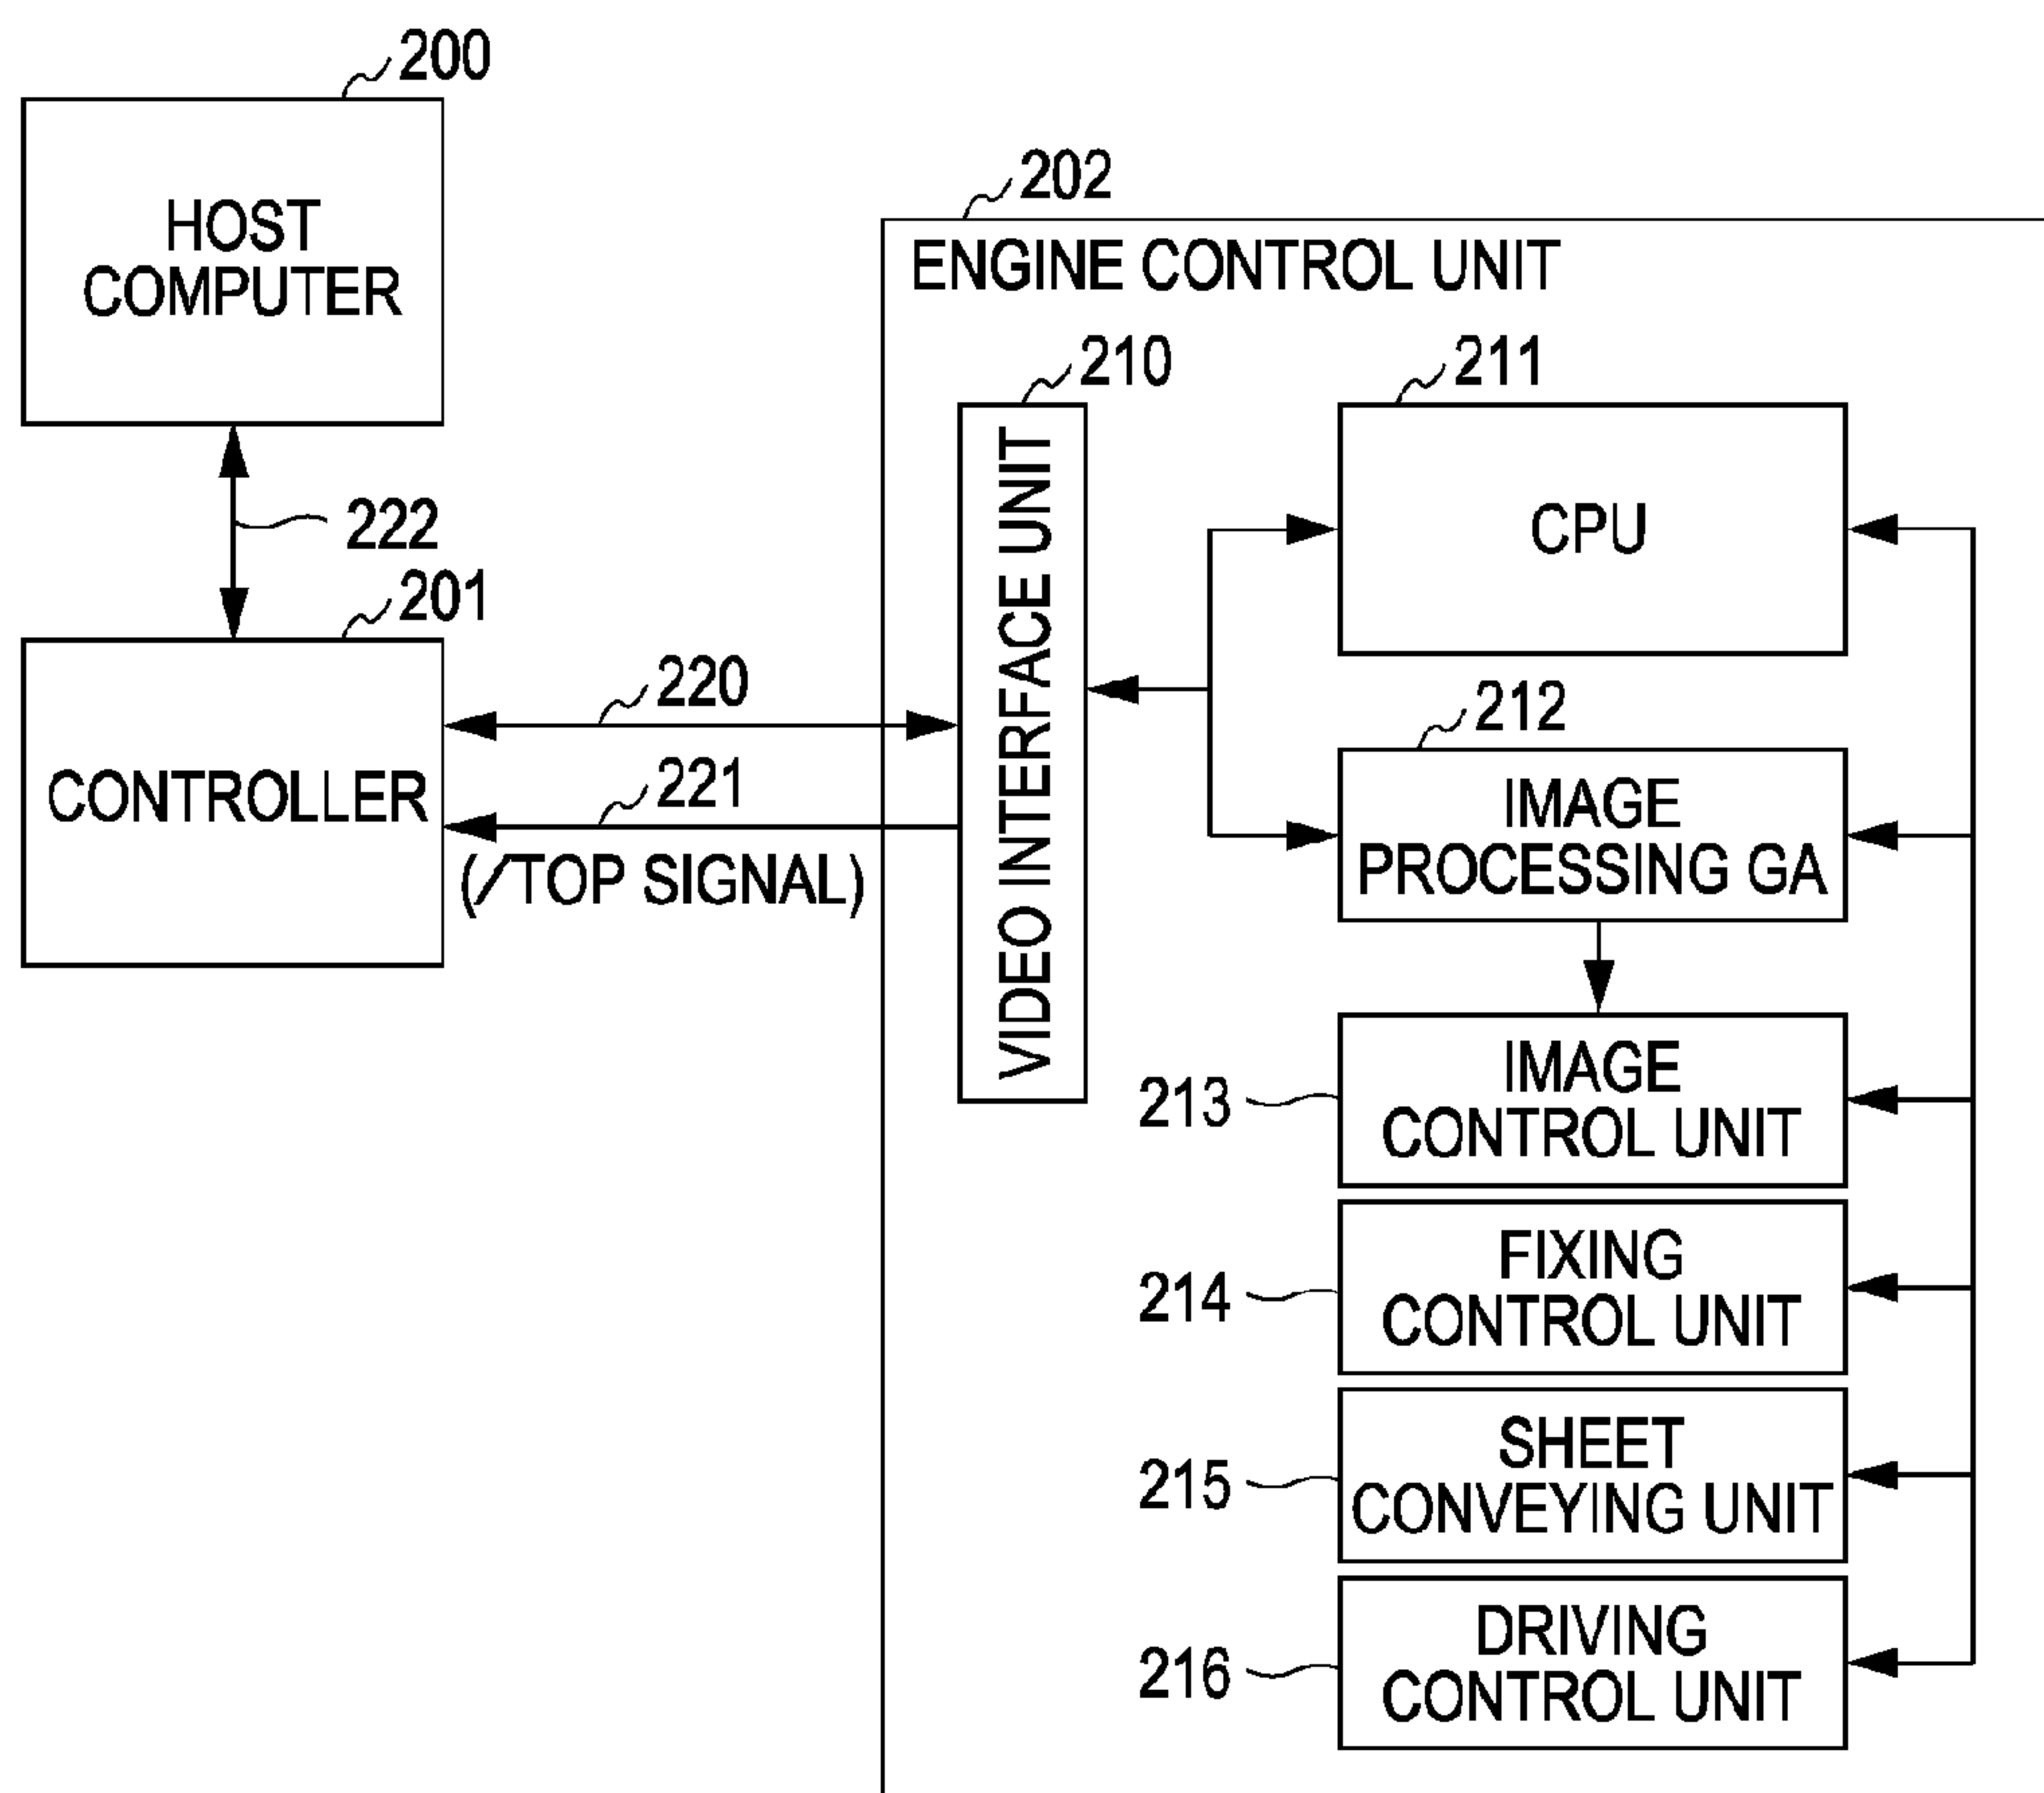 200
HOST
COMPUTER
222
201
CONTROLLER
220
221
(/TOP SIGNAL)
202
ENGINE CONTROL UNIT
210
VIDEO INTERFACE UNIT
211
CPU
212
IMAGE
PROCESSING GA
213
IMAGE
CONTROL UNIT
214
FIXING
CONTROL UNIT
215
SHEET
CONVEYING UNIT
216
DRIVING
CONTROL UNIT